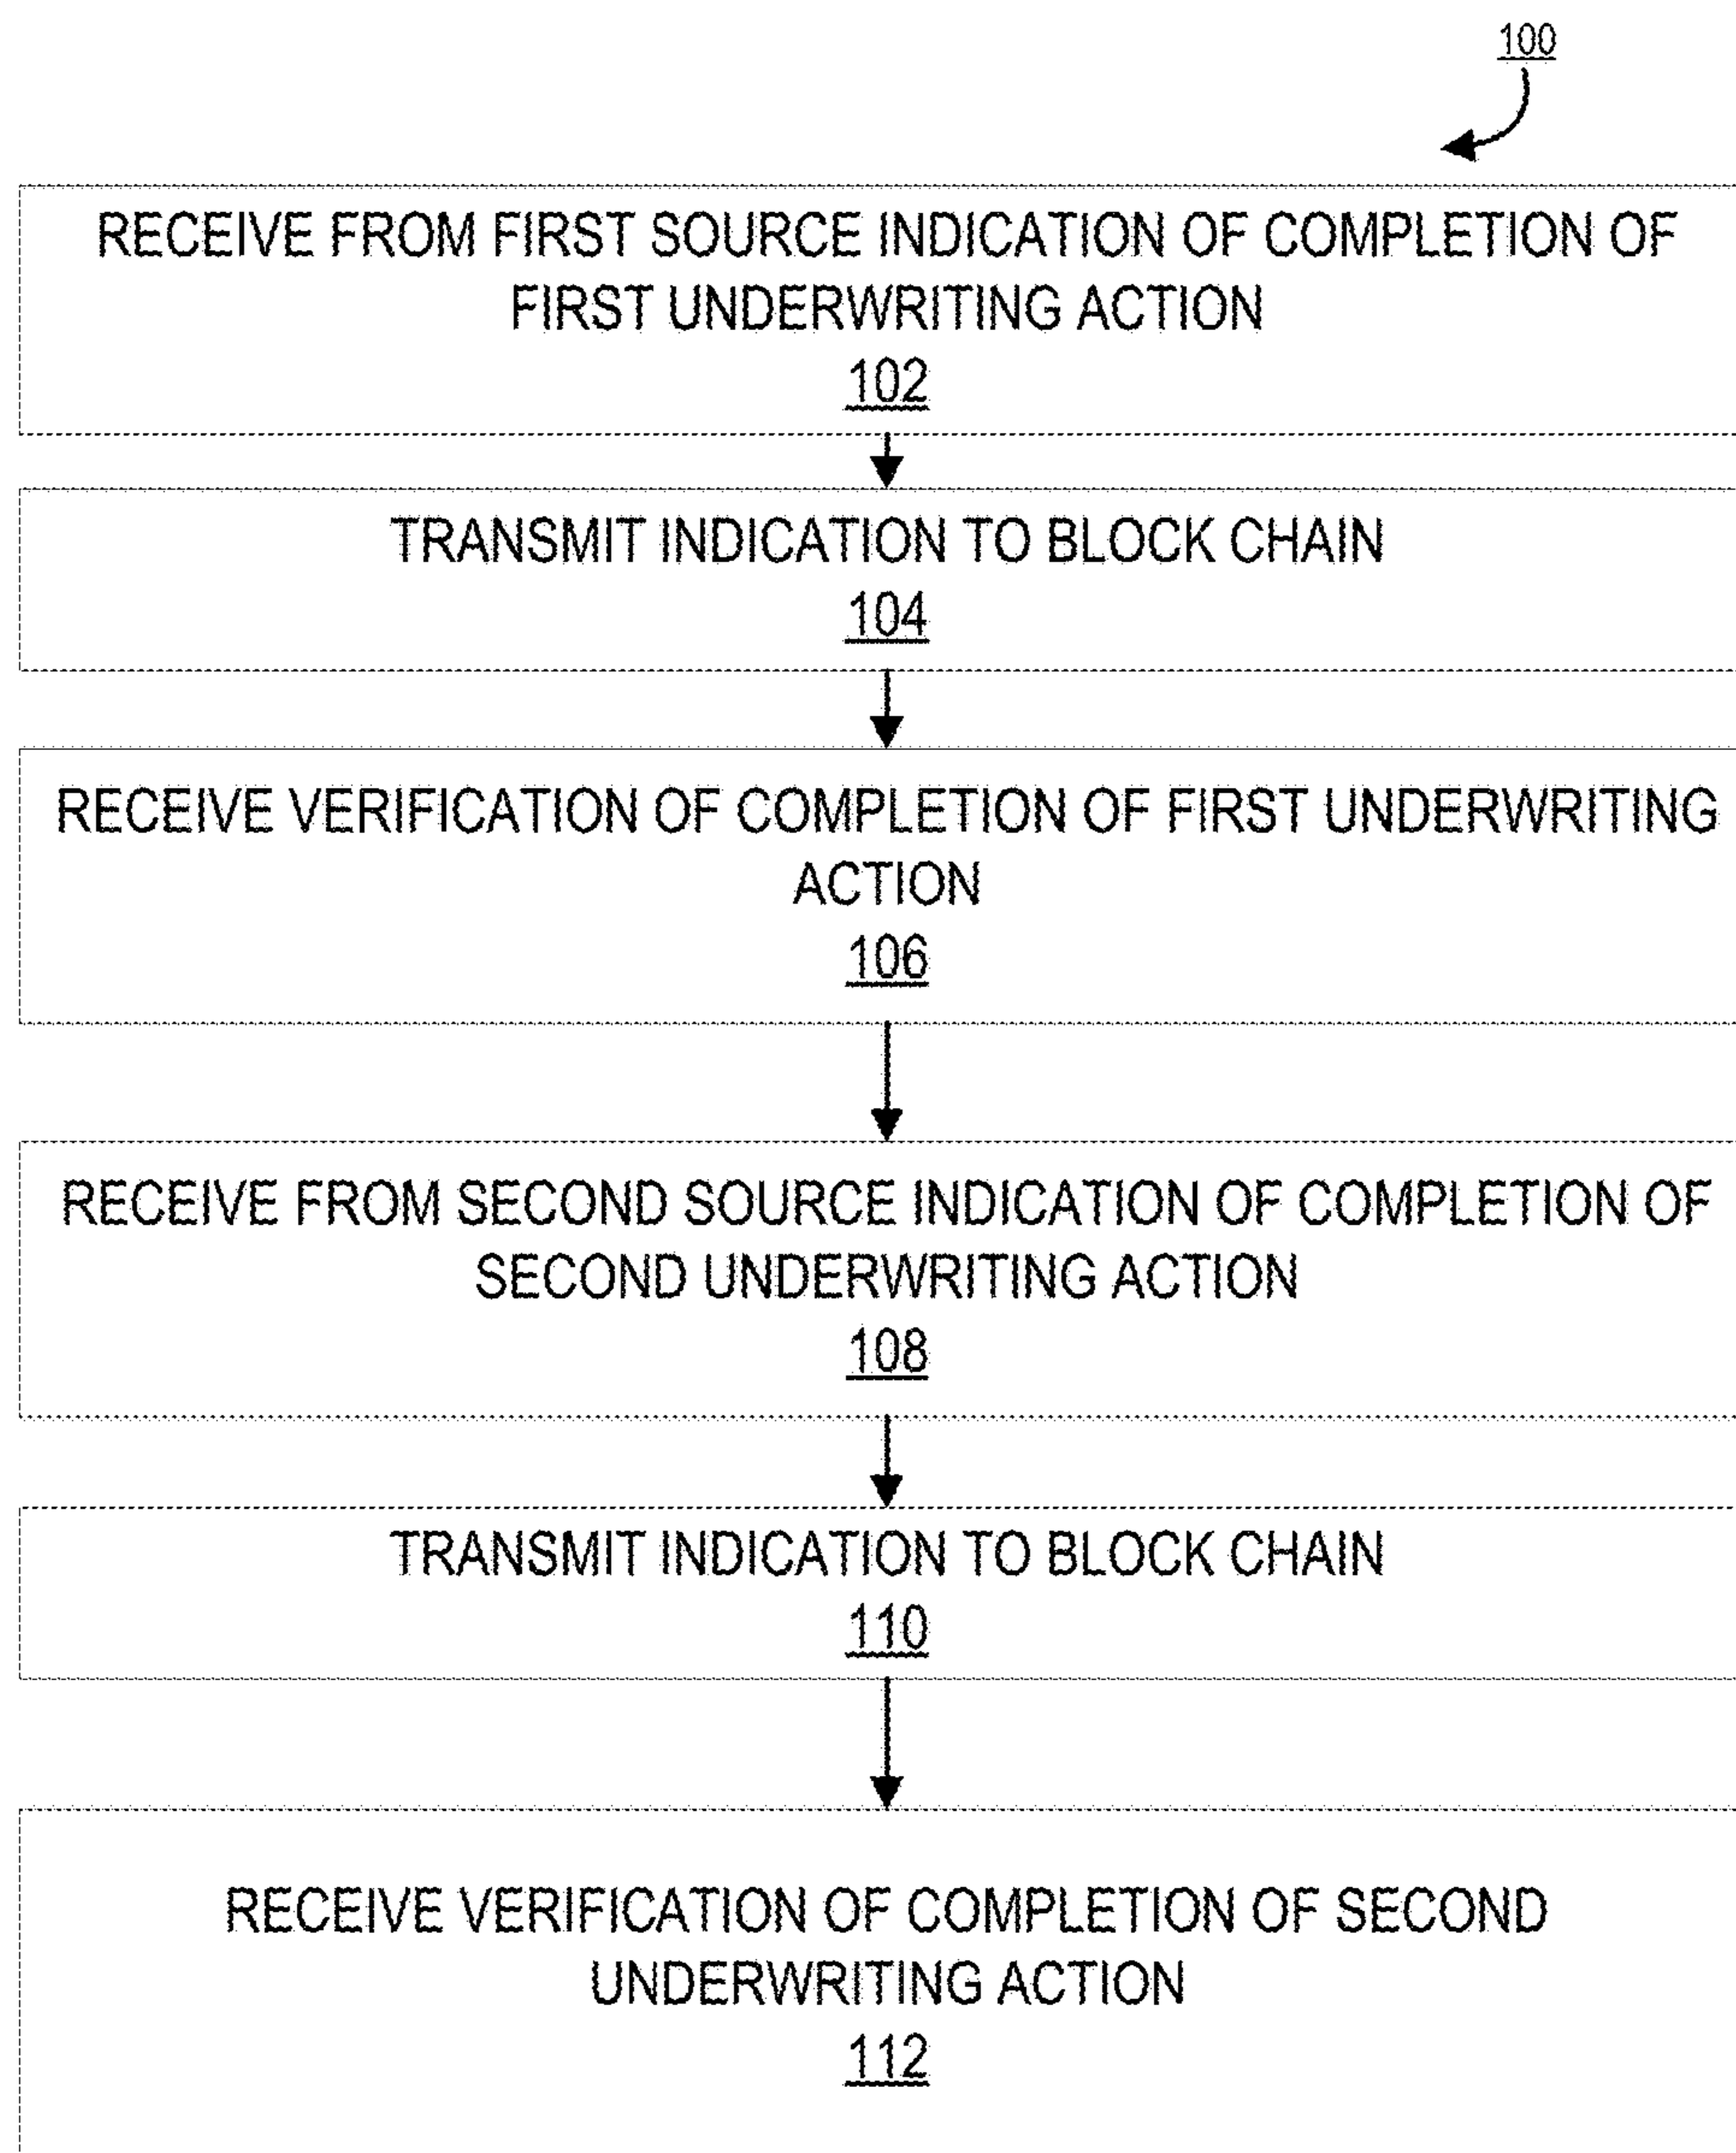 100
RECEIVE FROM FIRST SOURCE INDICATION OF COMPLETION OF
FIRST UNDERWRITING ACTION
102
TRANSMIT INDICATION TO BLOCK CHAIN
104
RECEIVE VERIFICATION OF COMPLETION OF FIRST UNDERWRITING
ACTION
106
RECEIVE FROM SECOND SOURCE INDICATION OF COMPLETION OF
SECOND UNDERWRITING ACTION
108
TRANSMIT INDICATION TO BLOCK CHAIN
110
RECEIVE VERIFICATION OF COMPLETION OF SECOND
UNDERWRITING ACTION
112